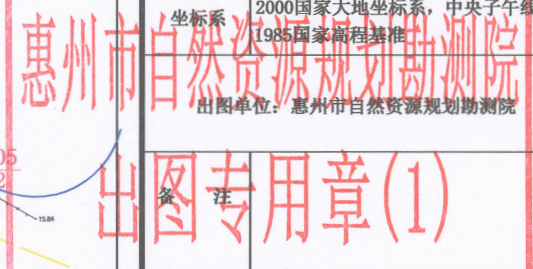 坐标系
2000国家大地坐标系，中央子午线
1985国家高程基准
惠州市自然资源规划勘测院
出图单位：惠州市自然资源规划勘测院
备 注
出图专用章(1)
05
2
15.84